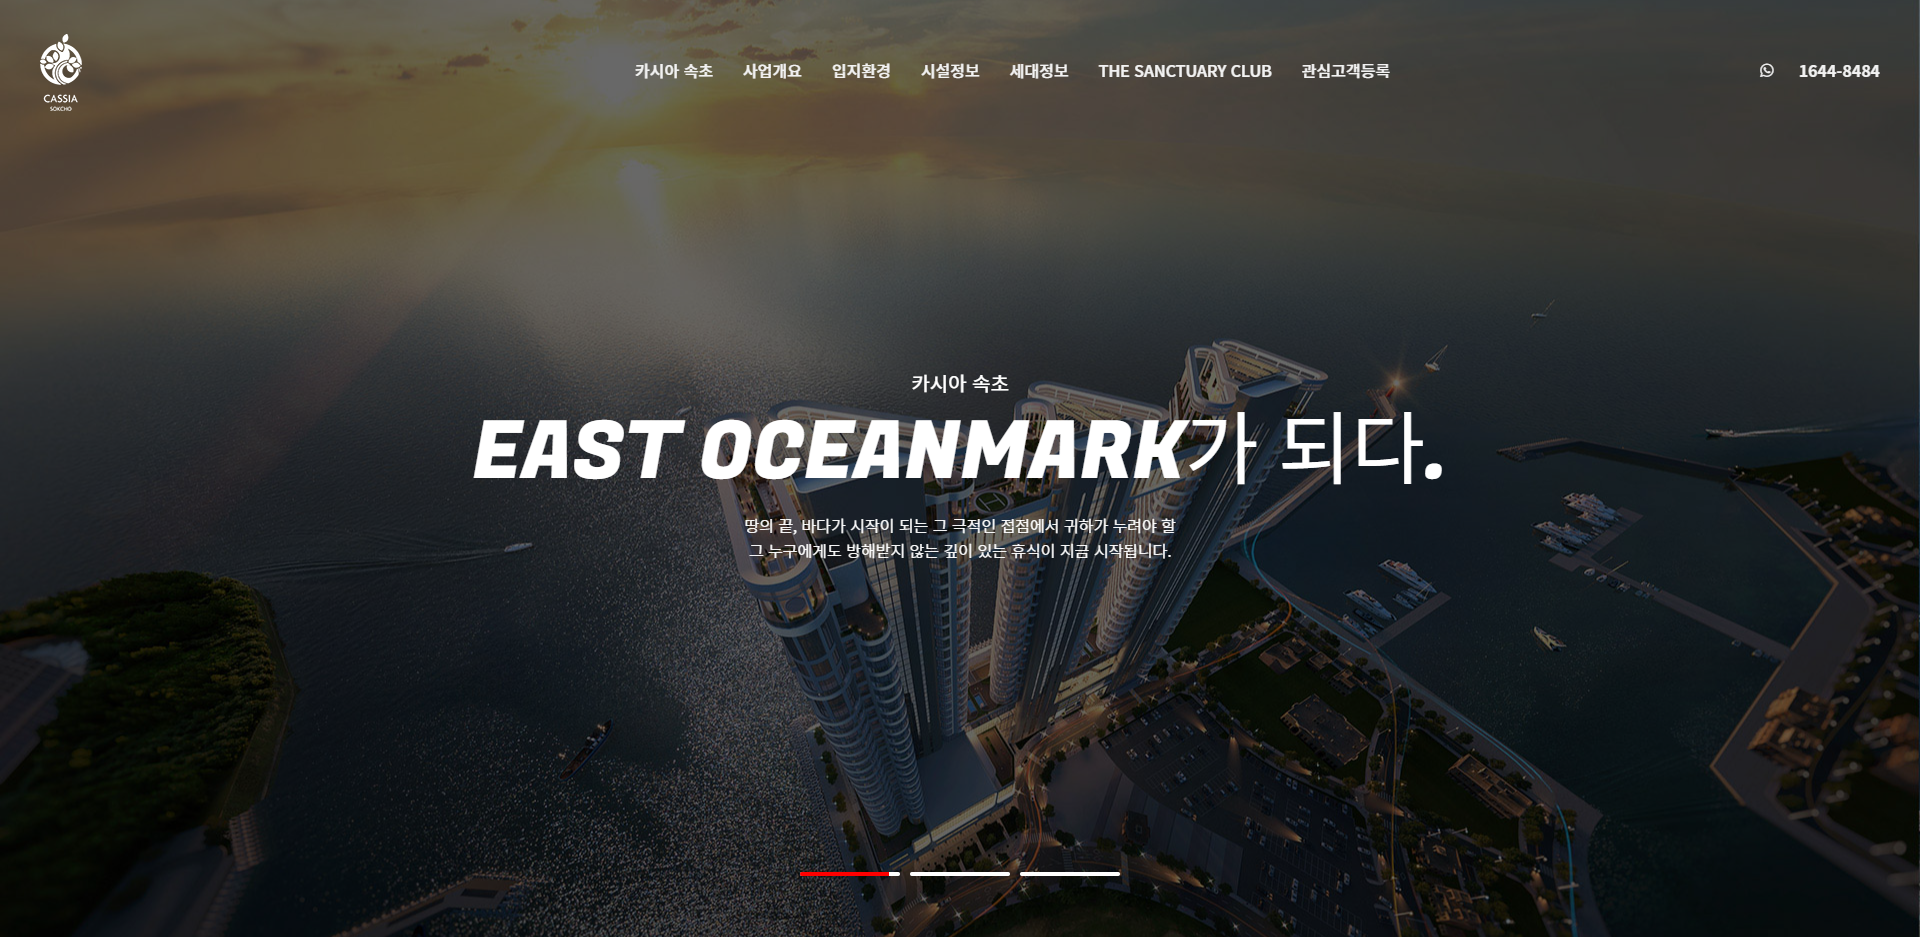 CASSIA
SOKCHO
카시아 속초
사업개요
입지환경
시설정보
세대정보
THE SANCTUARY CLUB
관심고객등록
1644-8484
카시아 속초
EAST OCEANMARK가 되다.
땅의 끝, 바다가 시작이 되는 그 극적인 접점에서 귀하가 누려야 할
그 누구에게도 방해받지 않는 깊이 있는 휴식이 지금 시작됩니다.